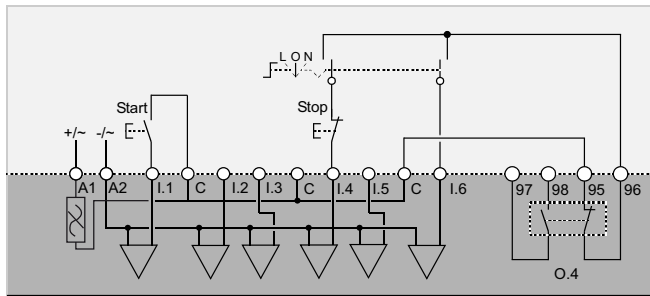 L O N
Start
Stop
+/~ -/~
A1 A2 I.1 C I.2 I.3 C I.4 I.5 C I.6 97 98 95 96
O.4